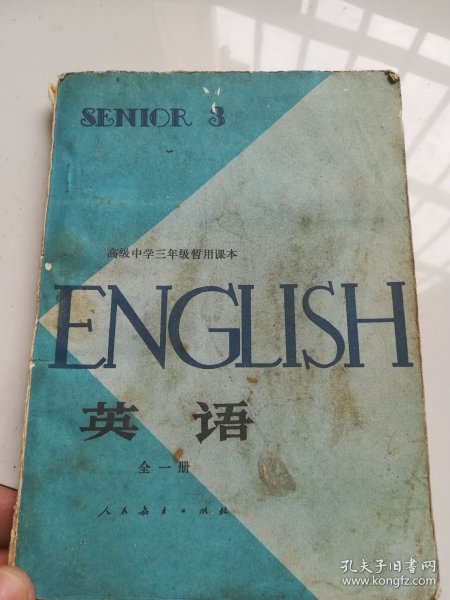 SENIOR 3
高级中学三年级暂用课本
ENGLISH
英语
全一册
人民教育出版社
孔夫子旧书网
www.kongfz.com